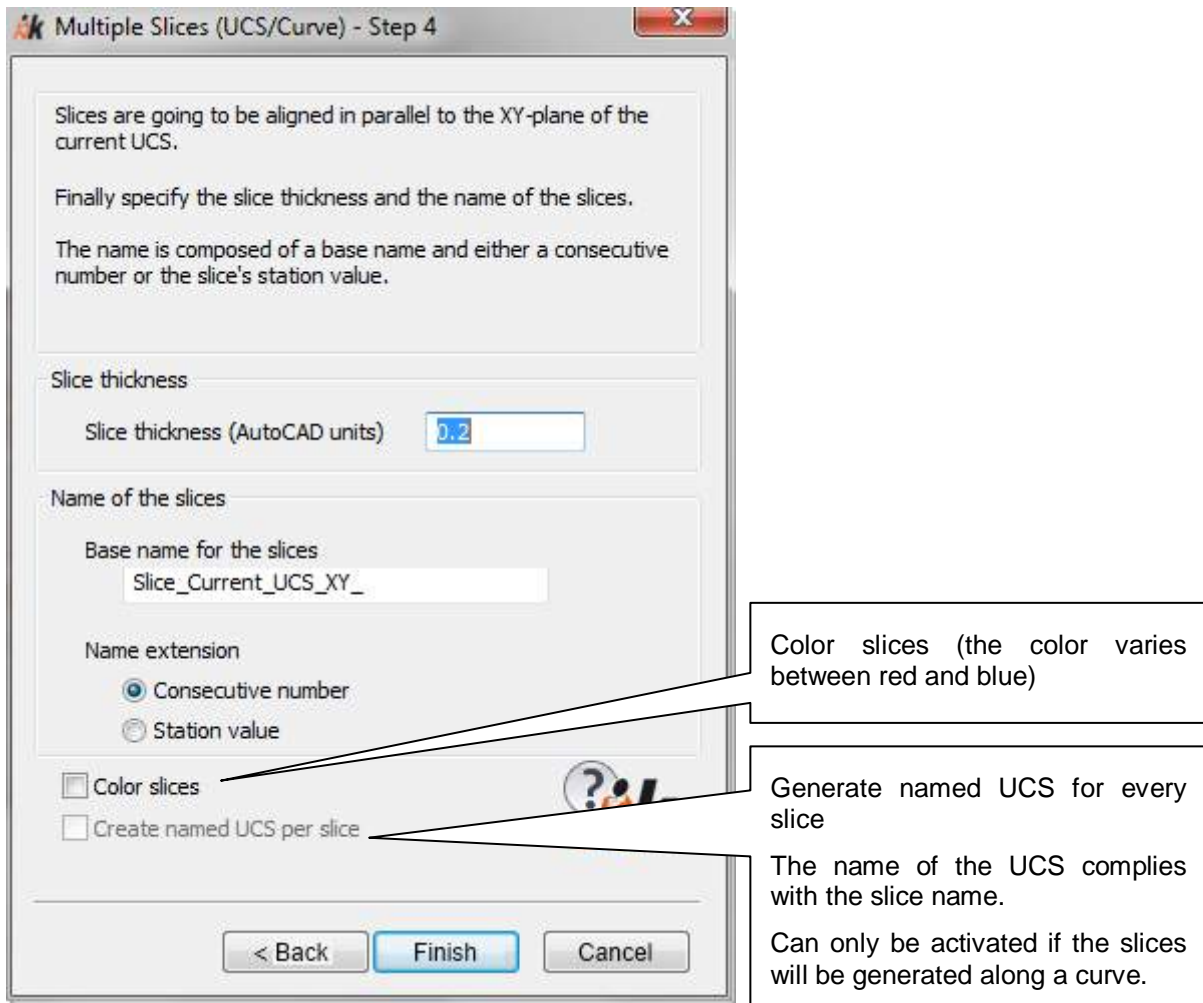 Multiple Slices (UCS/Curve) - Step 4
Slices are going to be aligned in parallel to the XY-plane of the
current UCS.
Finally specify the slice thickness and the name of the slices.
The name is composed of a base name and either a consecutive
number or the slice's station value.
Slice thickness
Slice thickness (AutoCAD units)
0.2
Name of the slices
Base name for the slices
Slice_Current_UCS_XY_
Name extension
Consecutive number
Station value
Color slices
Create named UCS per slice
< Back
Finish
Cancel
Color slices (the color varies
between red and blue)
Generate named UCS for every
slice
The name of the UCS complies
with the slice name.
Can only be activated if the slices
will be generated along a curve.